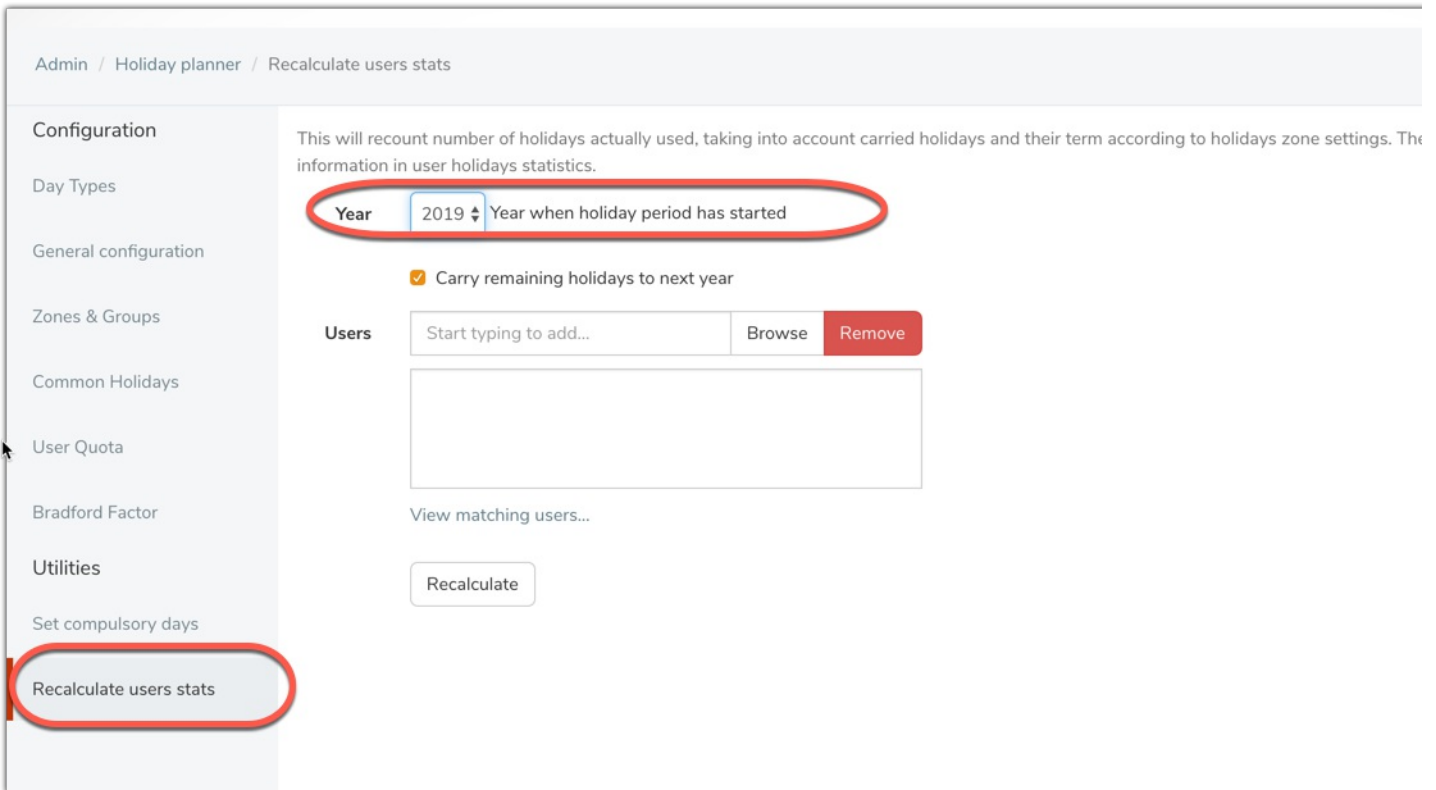 Admin / Holiday planner / Recalculate users stats
Configuration
Day Types
General configuration
Zones & Groups
Common Holidays
User Quota
Bradford Factor
Utilities
Set compulsory days
Recalculate users stats
This will recount number of holidays actually used, taking into account carried holidays and their term according to holidays zone settings. The
information in user holidays statistics.
Year 2019 Year when holiday period has started
Carry remaining holidays to next year
Users Start typing to add... Browse Remove
View matching users...
Recalculate